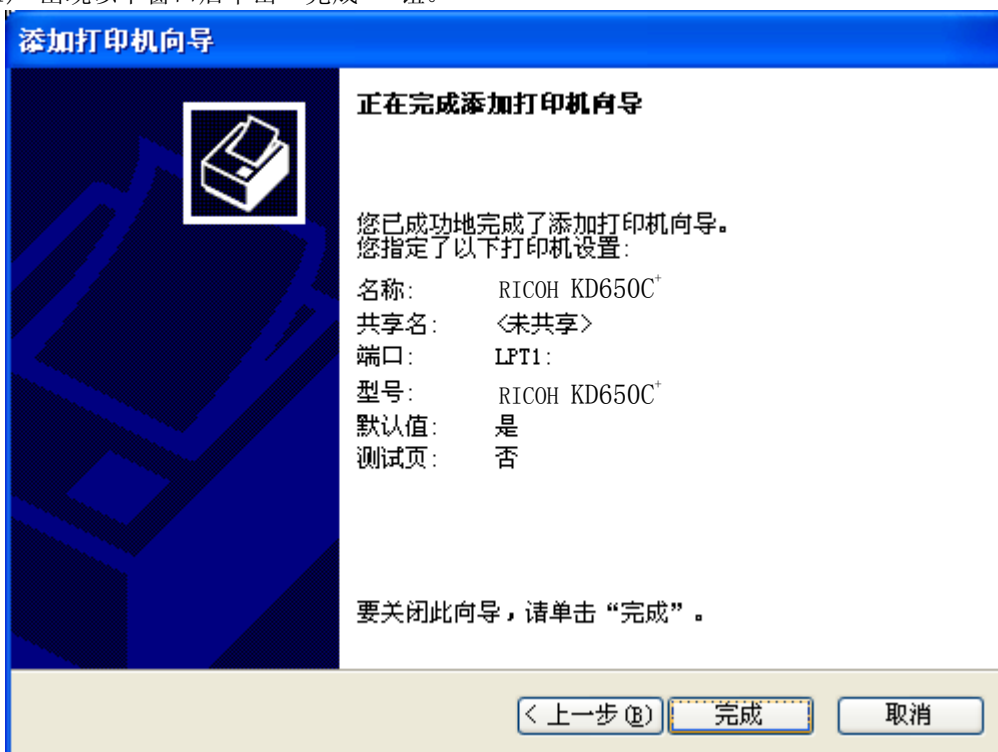 添加打印机向导
正在完成添加打印机向导
您已成功地完成了添加打印机向导。
您指定了以下打印机设置:
名称: RICOH KD650C⁺
共享名: <未共享>
端口: LPT1:
型号: RICOH KD650C⁺
默认值: 是
测试页: 否
要关闭此向导，请单击“完成”。
< 上一步(B) 完成 取消